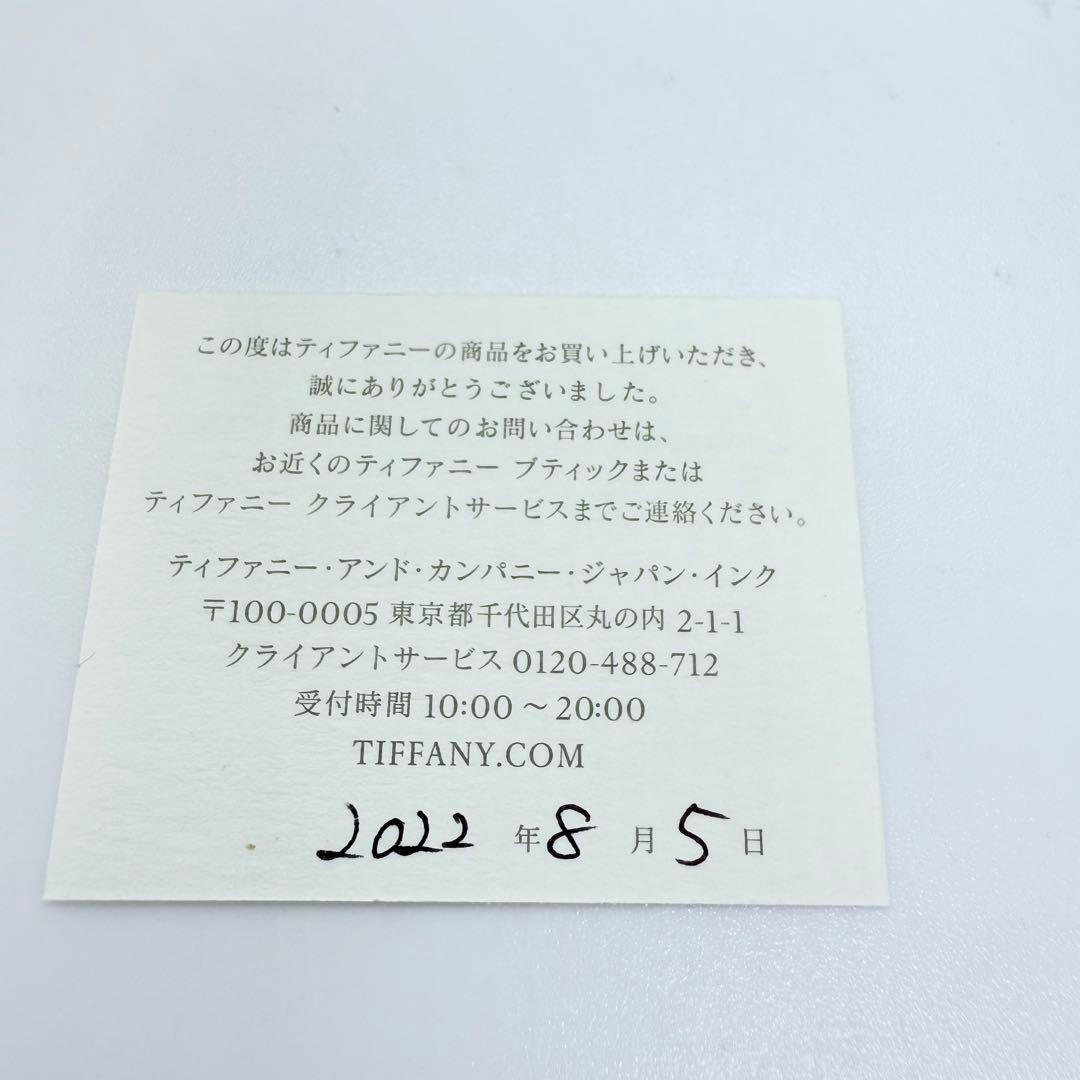 この度はティファニーの商品をお買い上げいただき、
誠にありがとうございました。
商品に関してのお問い合わせは、
お近くのティファニー ブティックまたは
ティファニー クライアントサービスまでご連絡ください。
ティファニー・アンド・カンパニー・ジャパン・インク
〒100-0005 東京都千代田区丸の内 2-1-1
クライアントサービス 0120-488-712
受付時間 10:00 ～ 20:00
TIFFANY.COM
2022 年 8 月 5 日